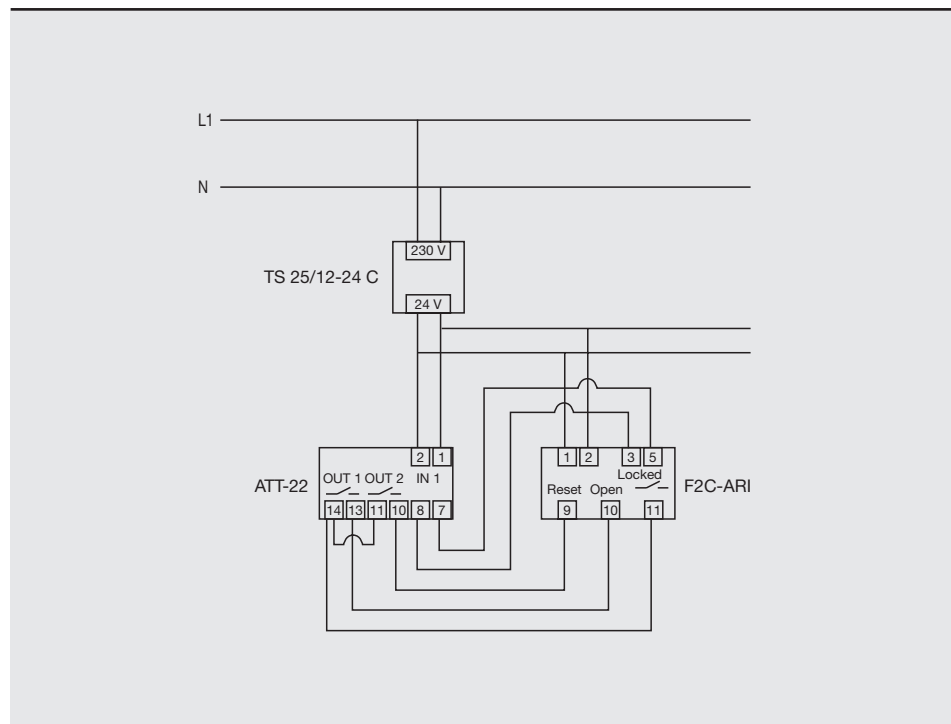 L1
N
230 V
TS 25/12-24 C
24 V
2 1
1 2 3 5
ATT-22
OUT 1 OUT 2 IN 1
Locked
F2C-ARI
Reset Open
14 13 11 10 8 7
9 10 11